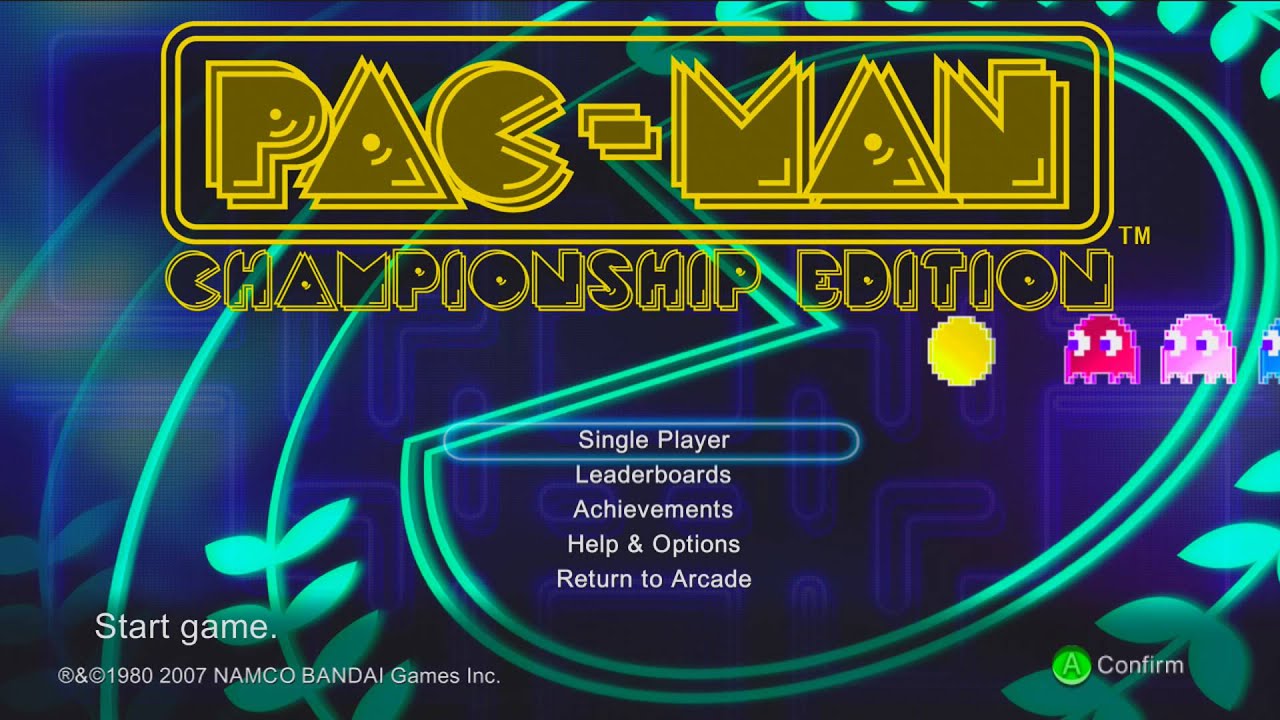 PAC-MAN
TM
CHAMPIONSHIP EDITION
Single Player
Leaderboards
Achievements
Help & Options
Return to Arcade
Start game.
®&©1980 2007 NAMCO BANDAI Games Inc.
A Confirm